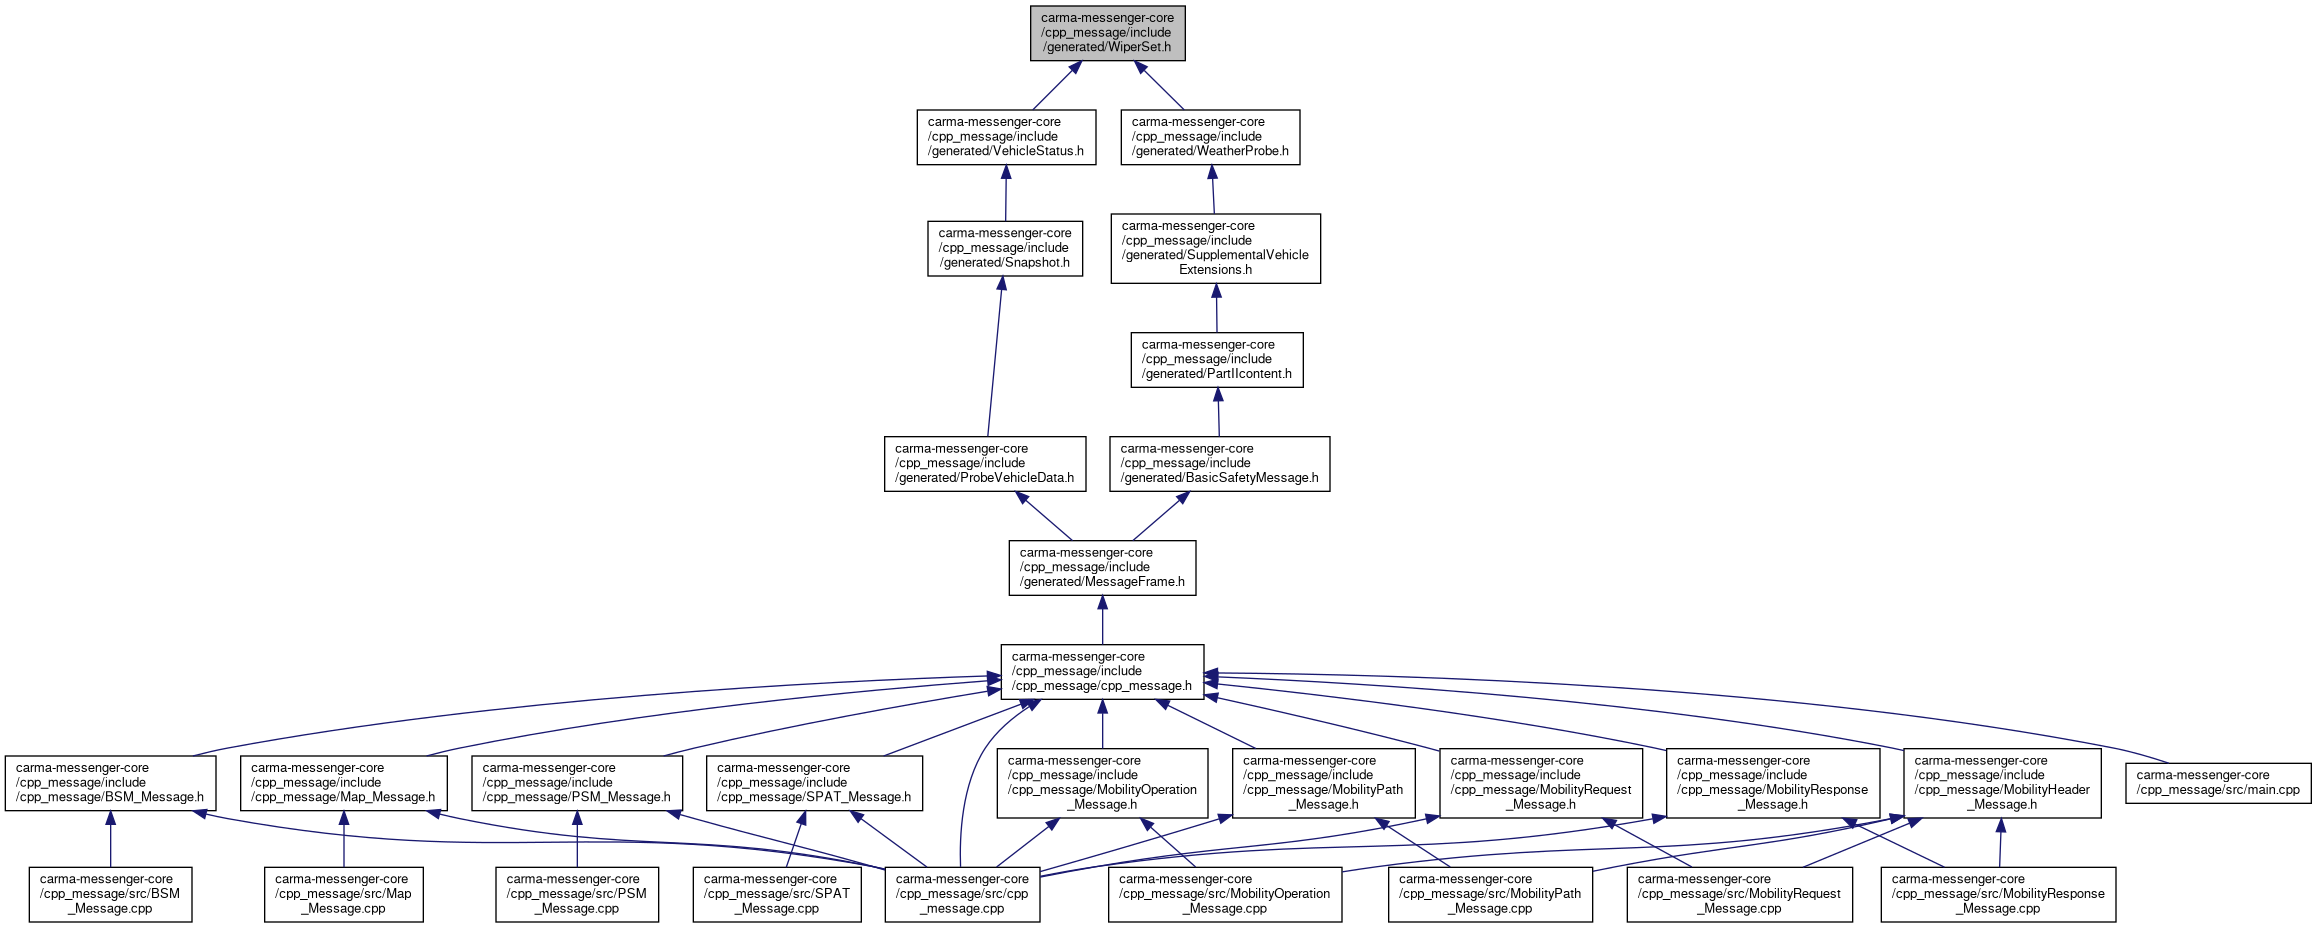 carma-messenger-core
/cpp_message/include
/generated/WiperSet.h
carma-messenger-core
/cpp_message/include
/generated/VehicleStatus.h
carma-messenger-core
/cpp_message/include
/generated/WeatherProbe.h
carma-messenger-core
/cpp_message/include
/generated/Snapshot.h
carma-messenger-core
/cpp_message/include
/generated/SupplementalVehicle
Extensions.h
carma-messenger-core
/cpp_message/include
/generated/PartIIcontent.h
carma-messenger-core
/cpp_message/include
/generated/ProbeVehicleData.h
carma-messenger-core
/cpp_message/include
/generated/BasicSafetyMessage.h
carma-messenger-core
/cpp_message/include
/generated/MessageFrame.h
carma-messenger-core
/cpp_message/include
/cpp_message/cpp_message.h
carma-messenger-core
/cpp_message/include
/cpp_message/BSM_Message.h
carma-messenger-core
/cpp_message/include
/cpp_message/Map_Message.h
carma-messenger-core
/cpp_message/include
/cpp_message/PSM_Message.h
carma-messenger-core
/cpp_message/include
/cpp_message/SPAT_Message.h
carma-messenger-core
/cpp_message/include
/cpp_message/MobilityOperation
_Message.h
carma-messenger-core
/cpp_message/include
/cpp_message/MobilityPath
_Message.h
carma-messenger-core
/cpp_message/include
/cpp_message/MobilityRequest
_Message.h
carma-messenger-core
/cpp_message/include
/cpp_message/MobilityResponse
_Message.h
carma-messenger-core
/cpp_message/include
/cpp_message/MobilityHeader
_Message.h
carma-messenger-core
/cpp_message/src/main.cpp
carma-messenger-core
/cpp_message/src/BSM
_Message.cpp
carma-messenger-core
/cpp_message/src/Map
_Message.cpp
carma-messenger-core
/cpp_message/src/PSM
_Message.cpp
carma-messenger-core
/cpp_message/src/SPAT
_Message.cpp
carma-messenger-core
/cpp_message/src/cpp
_message.cpp
carma-messenger-core
/cpp_message/src/MobilityOperation
_Message.cpp
carma-messenger-core
/cpp_message/src/MobilityPath
_Message.cpp
carma-messenger-core
/cpp_message/src/MobilityRequest
_Message.cpp
carma-messenger-core
/cpp_message/src/MobilityResponse
_Message.cpp